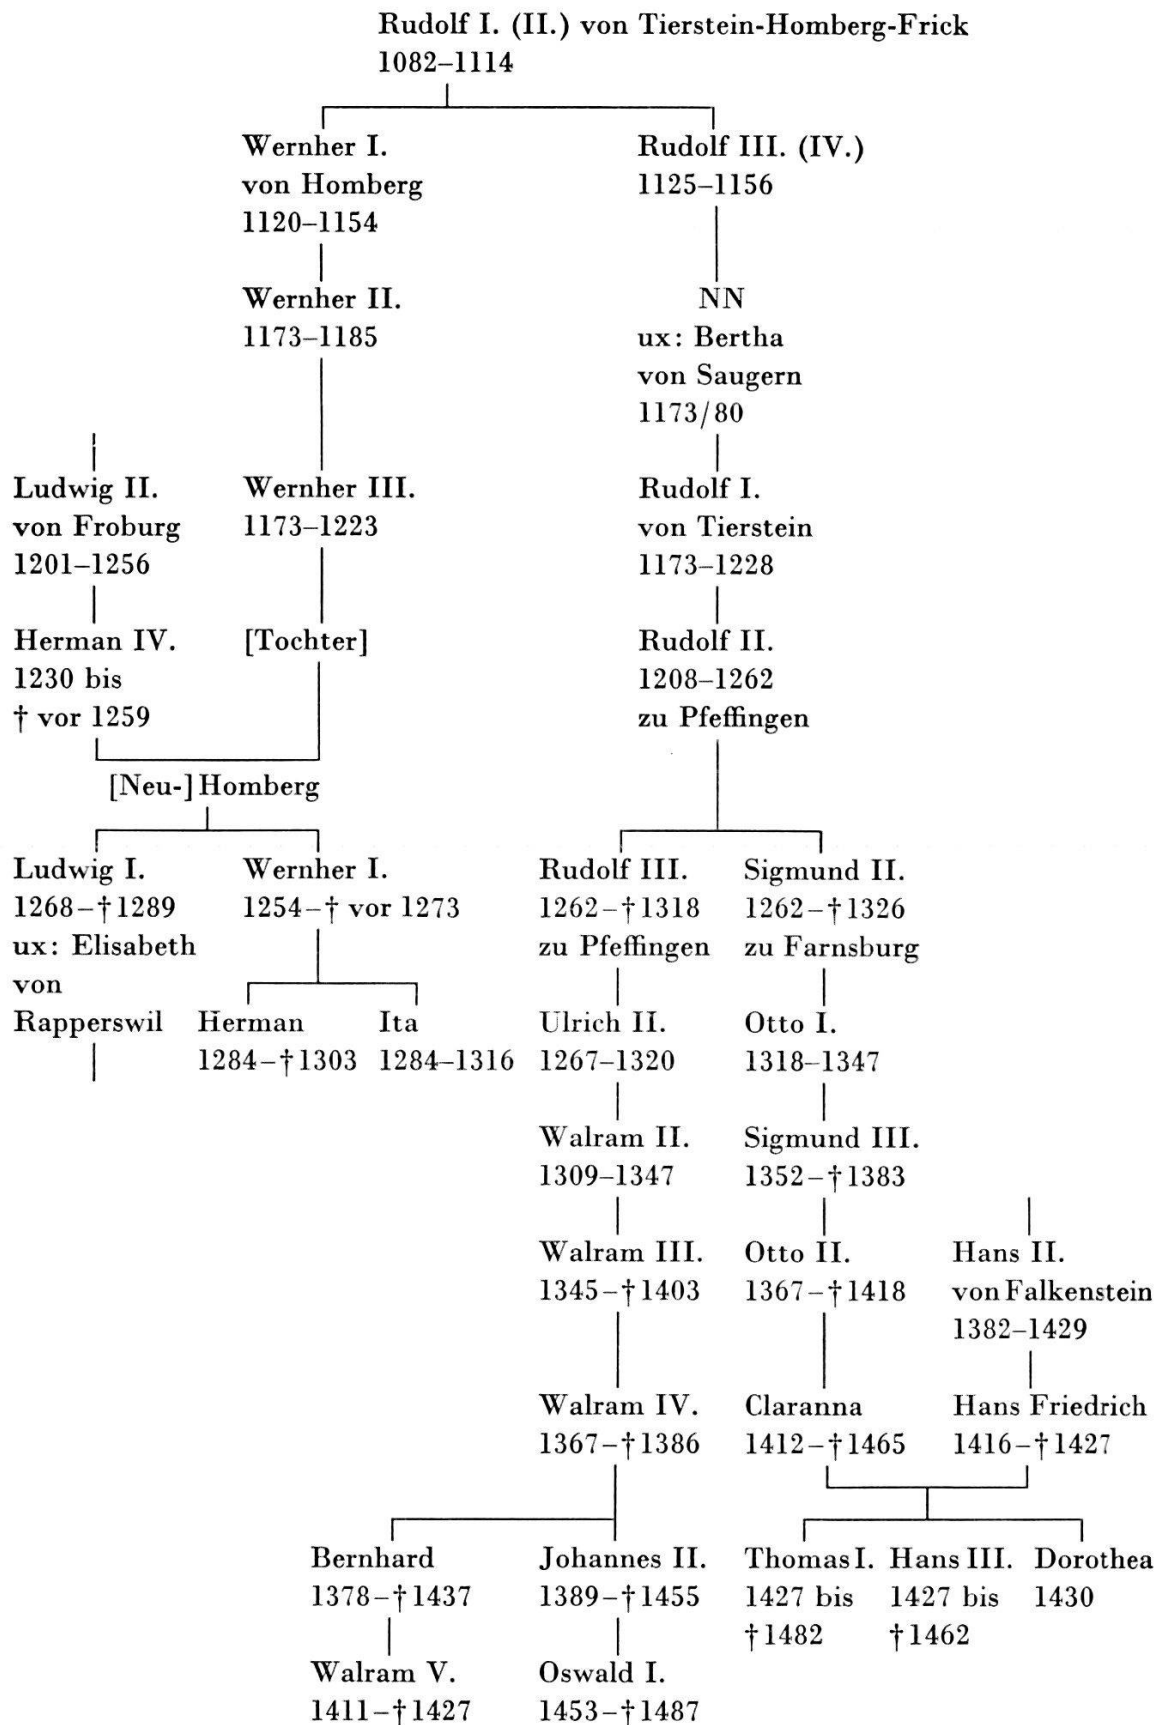 Rudolf I. (II.) von Tierstein-Homberg-Frick
1082–1114
Wernher I.
von Homberg
1120–1154
Rudolf III. (IV.)
1125–1156
Wernher II.
1173–1185
NN
ux: Bertha
von Saugern
1173/80
Ludwig II.
von Froburg
1201–1256
Wernher III.
1173–1223
Rudolf I.
von Tierstein
1173–1228
Herman IV.
1230 bis
† vor 1259
[Tochter]
Rudolf II.
1208–1262
zu Pfeffingen
[Neu-]Homberg
Ludwig I.
1268–†1289
ux: Elisabeth
von
Rapperswil
Wernher I.
1254–† vor 1273
Rudolf III.
1262–†1318
zu Pfeffingen
Sigmund II.
1262–†1326
zu Farnsburg
Herman
1284–†1303
Ita
1284–1316
Ulrich II.
1267–1320
Otto I.
1318–1347
Walram II.
1309–1347
Sigmund III.
1352–†1383
Walram III.
1345–†1403
Otto II.
1367–†1418
Hans II.
von Falkenstein
1382–1429
Walram IV.
1367–†1386
Claranna
1412–†1465
Hans Friedrich
1416–†1427
Bernhard
1378–†1437
Johannes II.
1389–†1455
Thomas I.
1427 bis
†1482
Hans III.
1427 bis
†1462
Dorothea
1430
Walram V.
1411–†1427
Oswald I.
1453–†1487